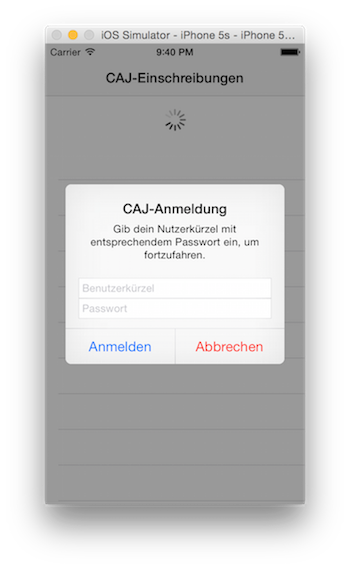 iOS Simulator - iPhone 5s - iPhone 5...
Carrier 9:40 PM
CAJ-Einschreibungen
CAJ-Anmeldung
Gib dein Nutzerkürzel mit
entsprechendem Passwort ein, um
fortzufahren.
Benutzerkürzel
Passwort
Anmelden Abbrechen